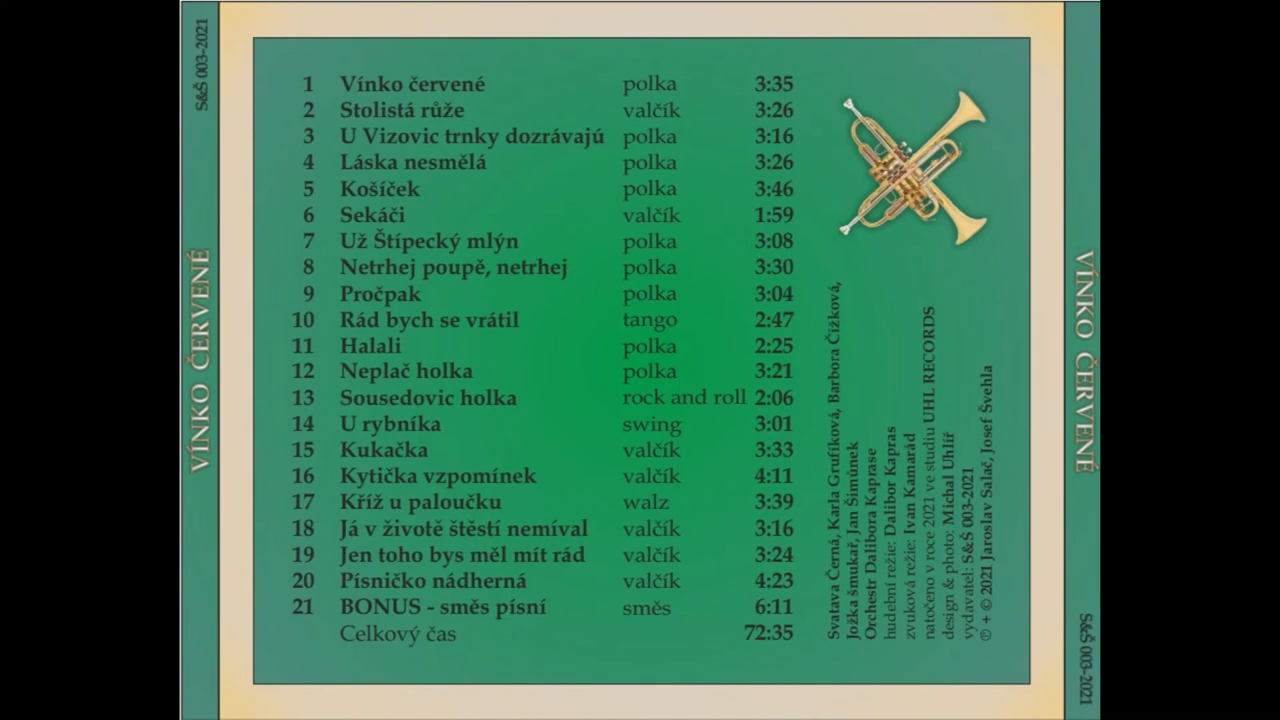 S&Š 003-2021
VÍNKO ČERVENÉ
1 Vínko červené polka 3:35
2 Stolistá růže valčík 3:26
3 U Vizovic trnky dozrávajú polka 3:16
4 Láska nesmělá polka 3:26
5 Košíček polka 3:46
6 Sekáči valčík 1:59
7 Už Štípecký mlýn polka 3:08
8 Netrhej poupě, netrhej polka 3:30
9 Pročpak polka 3:04
10 Rád bych se vrátil tango 2:47
11 Halali polka 2:25
12 Neplač holka polka 3:21
13 Sousedovic holka rock and roll 2:06
14 U rybníka swing 3:01
15 Kukačka valčík 3:33
16 Kytička vzpomínek valčík 4:11
17 Kříž u paloučku walz 3:39
18 Já v životě štěstí nemíval valčík 3:16
19 Jen toho bys měl mít rád valčík 3:24
20 Písničko nádherná valčík 4:23
21 BONUS - směs písní směs 6:11
Celkový čas 72:35
Svatava Černá, Karla Grufíková, Barbora Čížková,
Jožka šmukař, Jan Šimůnek
Orchestr Dalibora Kaprase
hudební režie: Dalibor Kapras
zvuková režie: Ivan Kamarád
natočeno v roce 2021 ve studiu UHL RECORDS
design & photo: Michal Uhlíř
vydavatel: S&Š 003-2021
℗ + © 2021 Jaroslav Salač, Josef Švehla
VÍNKO ČERVENÉ
S&Š 003-2021